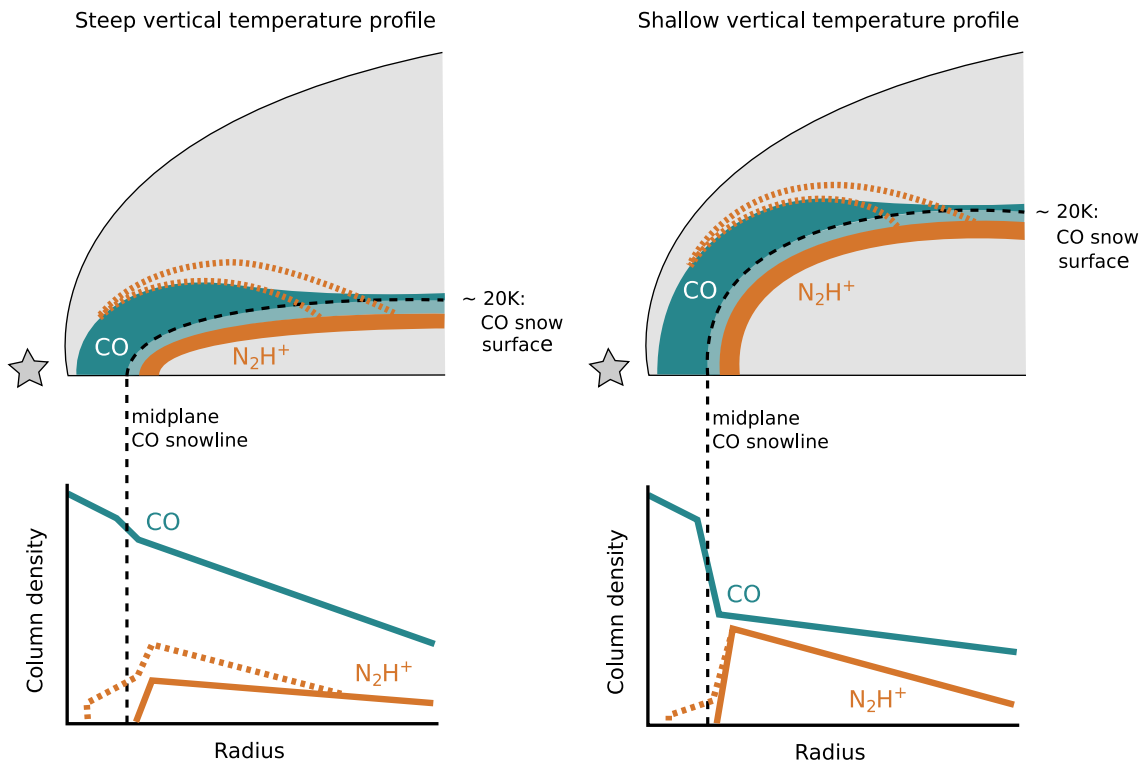 Steep vertical temperature profile
CO
N₂H⁺
~ 20K:
CO snow
surface
midplane
CO snowline
CO
N₂H⁺
Column density
Radius
Shallow vertical temperature profile
CO
N₂H⁺
~ 20K:
CO snow
surface
midplane
CO snowline
CO
N₂H⁺
Column density
Radius